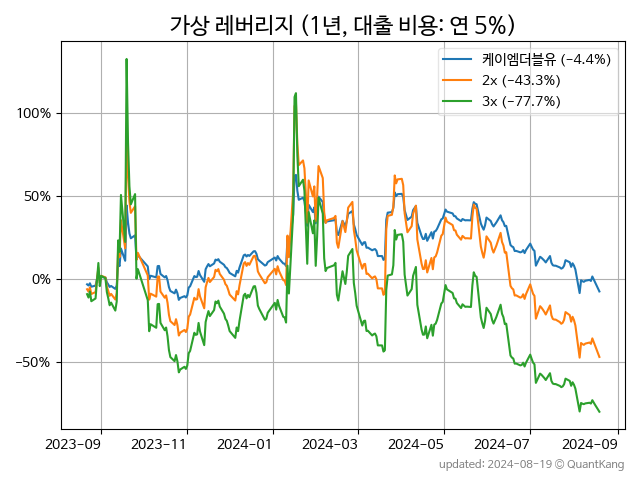 가상 레버리지 (1년, 대출 비용: 연 5%)
케이엠더블유 (−4.4%)
2x (−43.3%)
3x (−77.7%)
100%
50%
0%
−50%
2023-09 2023-11 2024-01 2024-03 2024-05 2024-07 2024-09
updated: 2024-08-19 © QuantKang